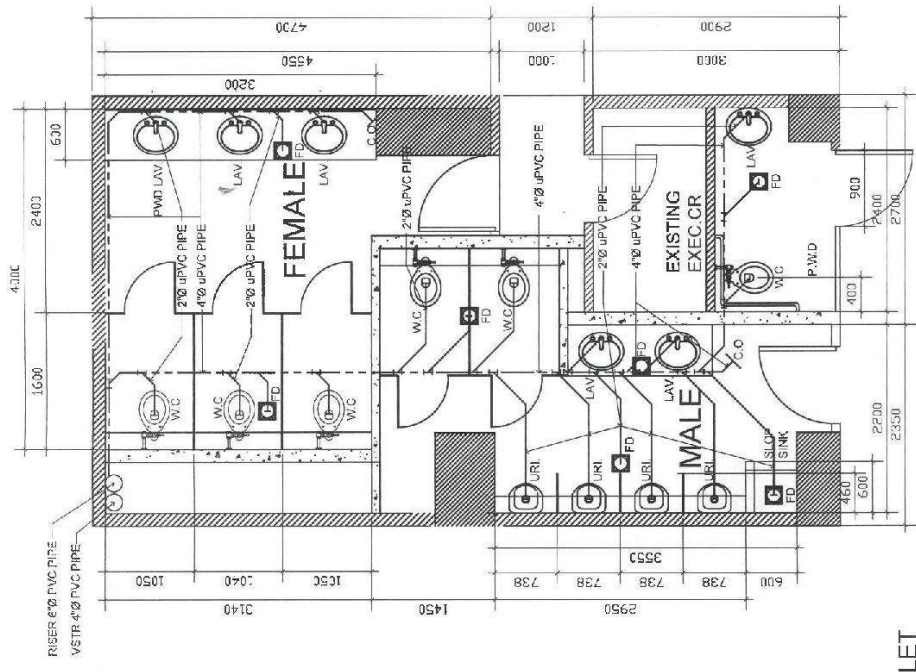 4700
1200
2900
4550
1000
3000
3200
4000
2400
600
1600
PWD LAV
LAV
LAV
FD
C.O
2"Ø uPVC PIPE
4"Ø uPVC PIPE
2"Ø uPVC PIPE
FEMALE
2"Ø uPVC PIPE
4"Ø uPVC PIPE
2"Ø uPVC PIPE
4"Ø uPVC PIPE
EXISTING
EXEC.CR
LAV
FD
W.C
P.W.D
900
400
2400
2700
W.C
W.C
W.C
FD
W.C
W.C
FD
LAV.
LAV.
FD
C.O
MALE
URI.
URI.
URI.
URI.
FD
SLOP
SINK
FD
460
600
2200
2350
RISER 6"Ø PVC PIPE
VSTR 4"Ø PVC PIPE
1050
1040
1050
3140
1450
738
738
738
738
600
3550
2950
LET